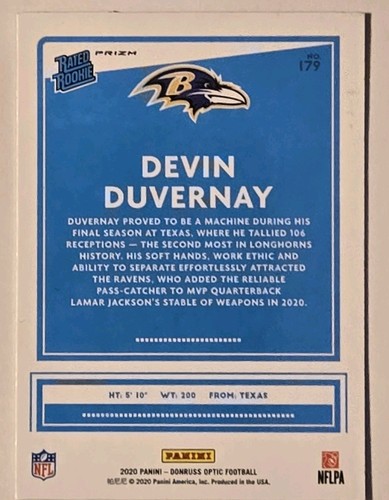 RATED ROOKIE
PRIZM
NO. 179
B
DEVIN
DUVERNAY
DUVERNAY PROVED TO BE A MACHINE DURING HIS
FINAL SEASON AT TEXAS, WHERE HE TALLIED 106
RECEPTIONS — THE SECOND MOST IN LONGHORNS
HISTORY. HIS SOFT HANDS, WORK ETHIC AND
ABILITY TO SEPARATE EFFORTLESSLY ATTRACTED
THE RAVENS, WHO ADDED THE RELIABLE
PASS-CATCHER TO MVP QUARTERBACK
LAMAR JACKSON'S STABLE OF WEAPONS IN 2020.
HT: 5' 10" WT: 200 FROM: TEXAS
NFL
PANINI
NFLPA
2020 PANINI – DONRUSS OPTIC FOOTBALL
帕尼尼 © 2020 Panini America, Inc. Produced in the USA.